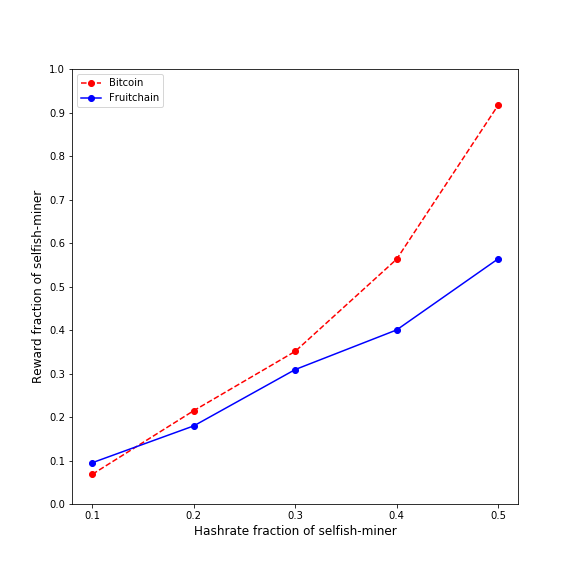 Bitcoin
Fruitchain
1.0
0.9
0.8
0.7
0.6
0.5
0.4
0.3
0.2
0.1
0.0
Reward fraction of selfish-miner
0.1 0.2 0.3 0.4 0.5
Hashrate fraction of selfish-miner